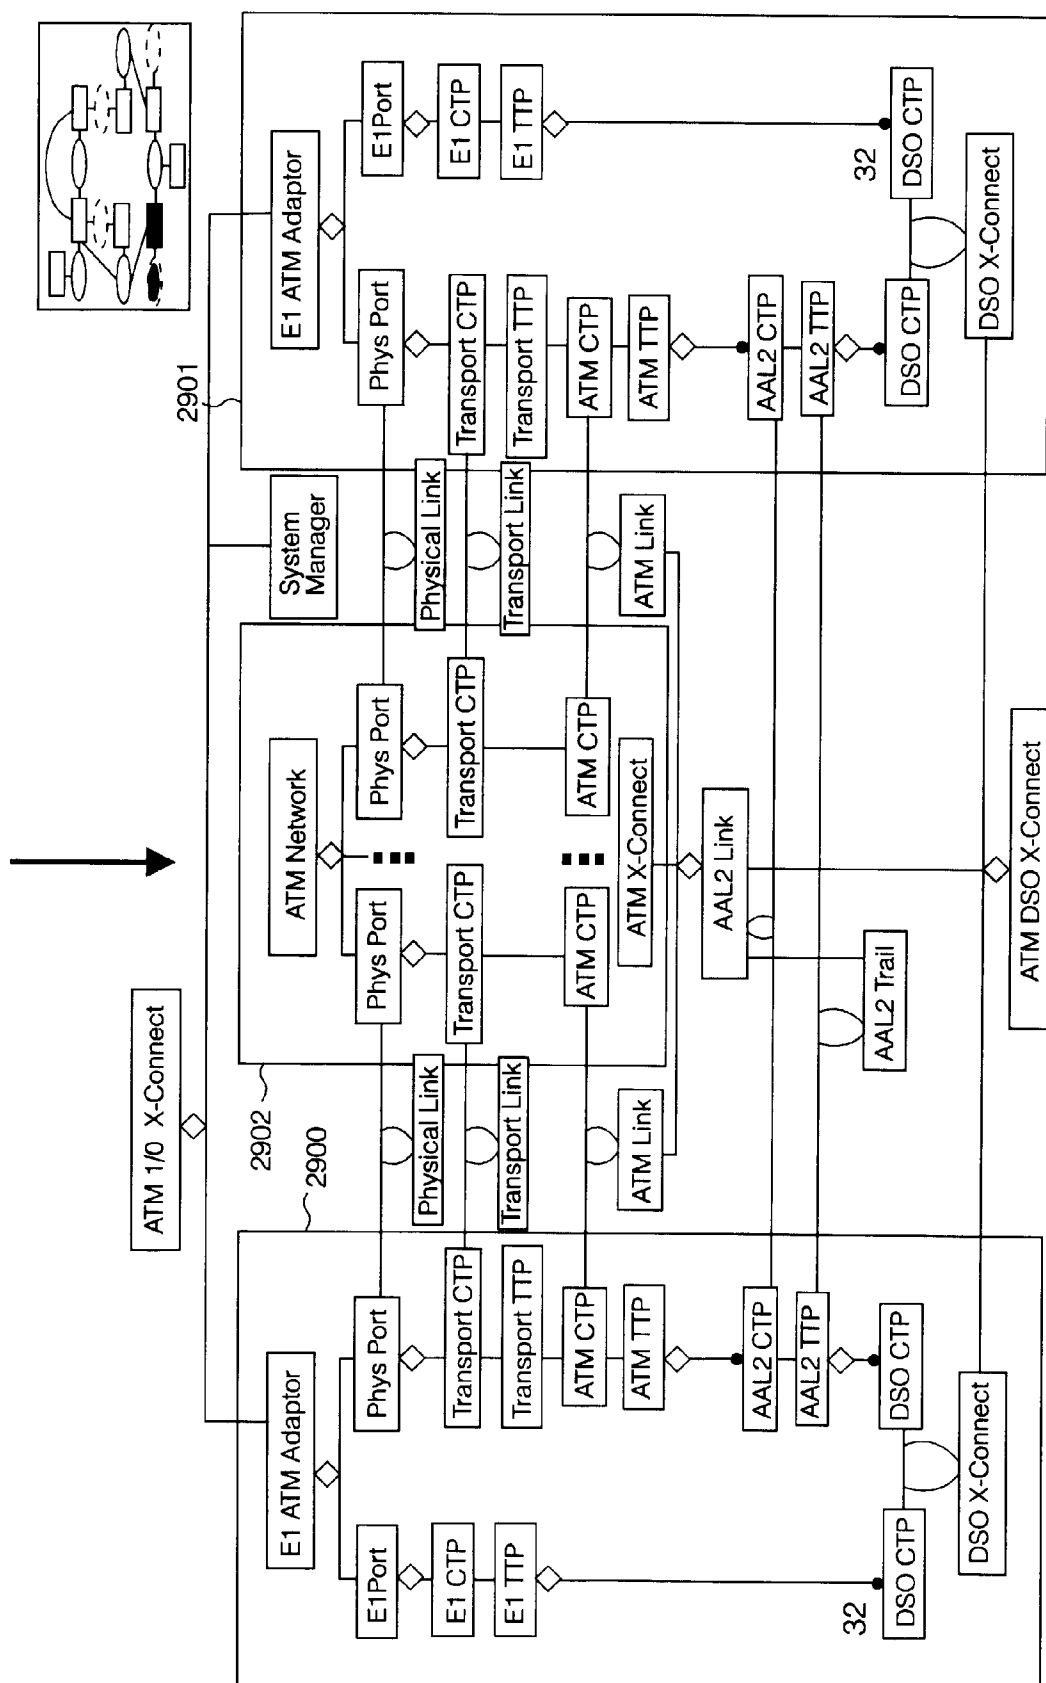 ATM 1/0 X-Connect
2900
2902
2901
E1 ATM Adaptor
ATM Network
System Manager
E1 ATM Adaptor
E1Port
Phys Port
Phys Port
Phys Port
Phys Port
E1Port
Physical Link
Physical Link
E1 CTP
Transport CTP
Transport CTP
Transport CTP
Transport CTP
E1 CTP
E1 TTP
Transport TTP
Transport Link
Transport Link
Transport TTP
E1 TTP
ATM CTP
ATM CTP
ATM CTP
ATM CTP
ATM TTP
ATM Link
ATM X-Connect
ATM Link
ATM TTP
AAL2 CTP
AAL2 Link
AAL2 CTP
AAL2 TTP
AAL2 TTP
32
32
DSO CTP
DSO CTP
AAL2 Trail
DSO CTP
DSO CTP
DSO X-Connect
DSO X-Connect
ATM DSO X-Connect